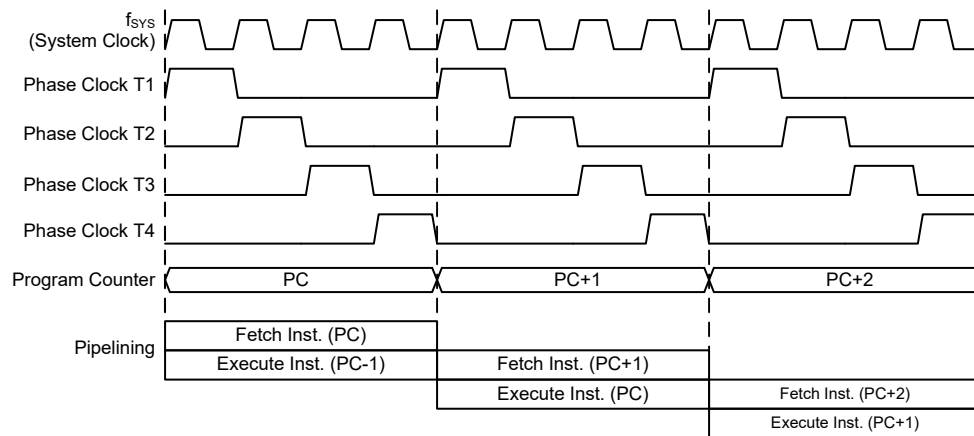 fSYS
(System Clock)
Phase Clock T1
Phase Clock T2
Phase Clock T3
Phase Clock T4
Program Counter
PC
PC+1
PC+2
Pipelining
Fetch Inst. (PC)
Execute Inst. (PC-1)
Fetch Inst. (PC+1)
Execute Inst. (PC)
Fetch Inst. (PC+2)
Execute Inst. (PC+1)